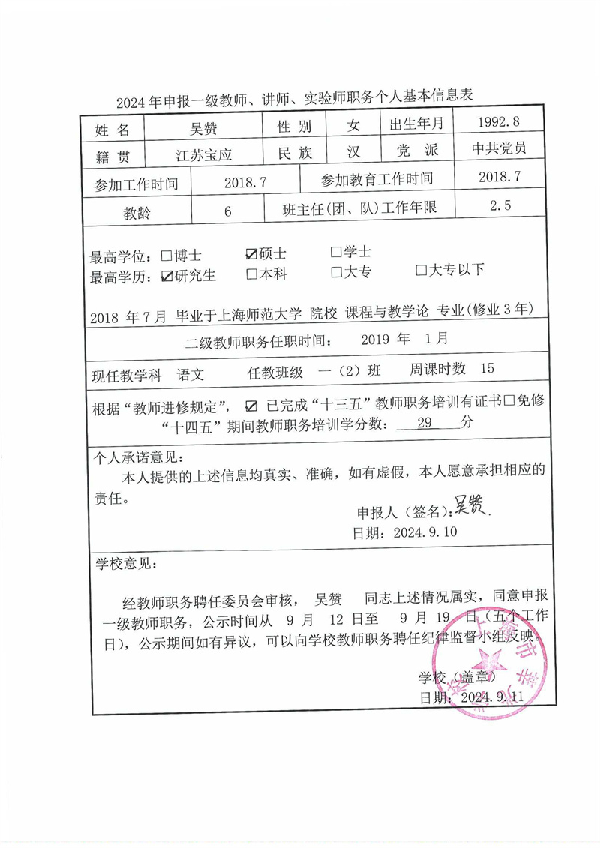 2024年申报一级教师、讲师、实验师职务个人基本信息表
姓 名 吴赞 性 别 女 出生年月 1992.8
籍 贯 江苏宝应 民 族 汉 党 派 中共党员
参加工作时间 2018.7 参加教育工作时间 2018.7
教龄 6 班主任(团、队)工作年限 2.5
最高学位：□博士 ☑硕士 □学士
最高学历：☑研究生 □本科 □大专 □大专以下
2018 年 7 月 毕业于上海师范大学 院校 课程与教学论 专业(修业 3 年)
二级教师职务任职时间： 2019 年 1 月
现任教学科 语文 任教班级 一（2）班 周课时数 15
根据“教师进修规定”， ☑ 已完成“十三五”教师职务培训有证书□免修
“十四五”期间教师职务培训学分数： 29 分
个人承诺意见：
本人提供的上述信息均真实、准确，如有虚假，本人愿意承担相应的
责任。
申报人（签名）：吴赞
日期：2024.9.10
学校意见：
经教师职务聘任委员会审核， 吴赞 同志上述情况属实，同意申报
一级教师职务，公示时间从 9 月 12 日至 9 月 19 日（五个工作
日），公示期间如有异议，可以向学校教师职务聘任纪律监督小组反映。
学校（盖章）
日期：2024.9.11
上海市